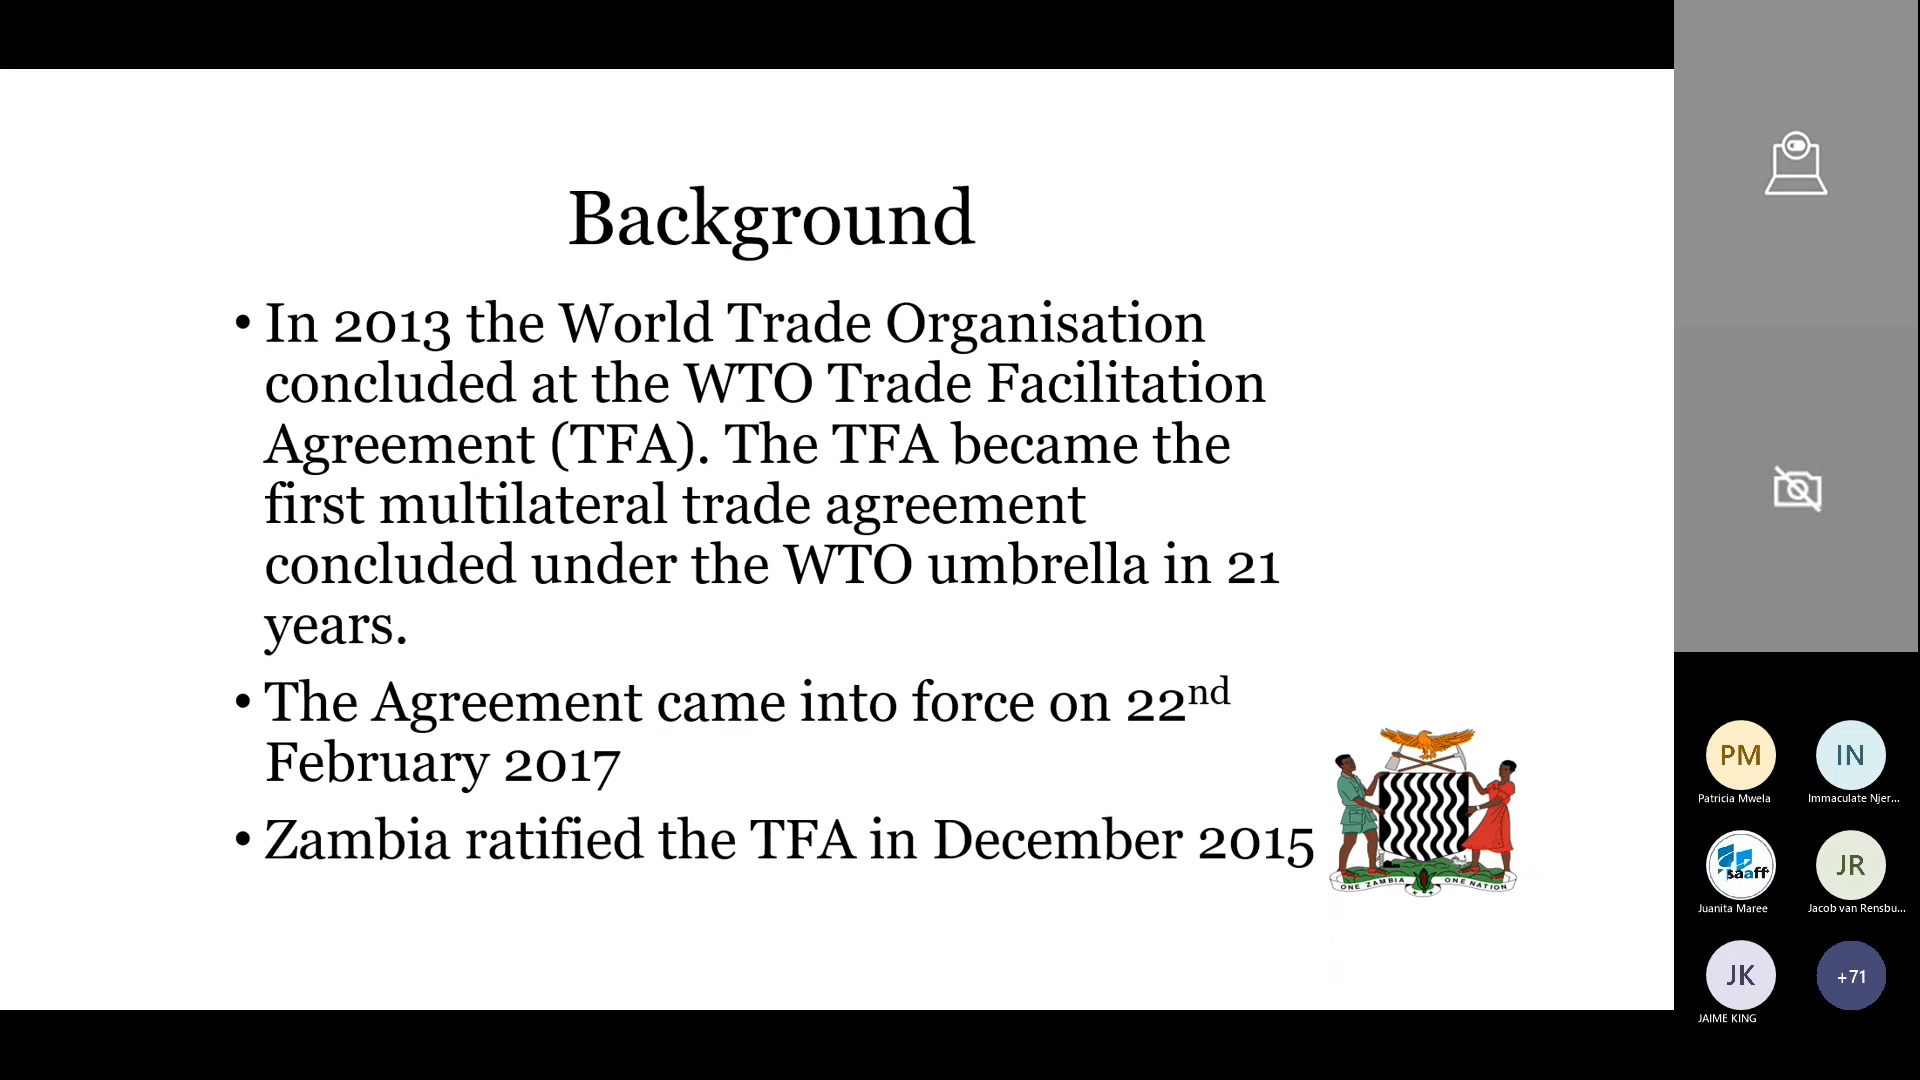 Background
• In 2013 the World Trade Organisation
concluded at the WTO Trade Facilitation
Agreement (TFA). The TFA became the
first multilateral trade agreement
concluded under the WTO umbrella in 21
years.
• The Agreement came into force on 22nd
February 2017
• Zambia ratified the TFA in December 2015
ONE ZAMBIA ONE NATION
PM IN
Patricia Mwela Immaculate Njer...
saaff JR
Juanita Maree Jacob van Rensbu...
JK +71
JAIME KING